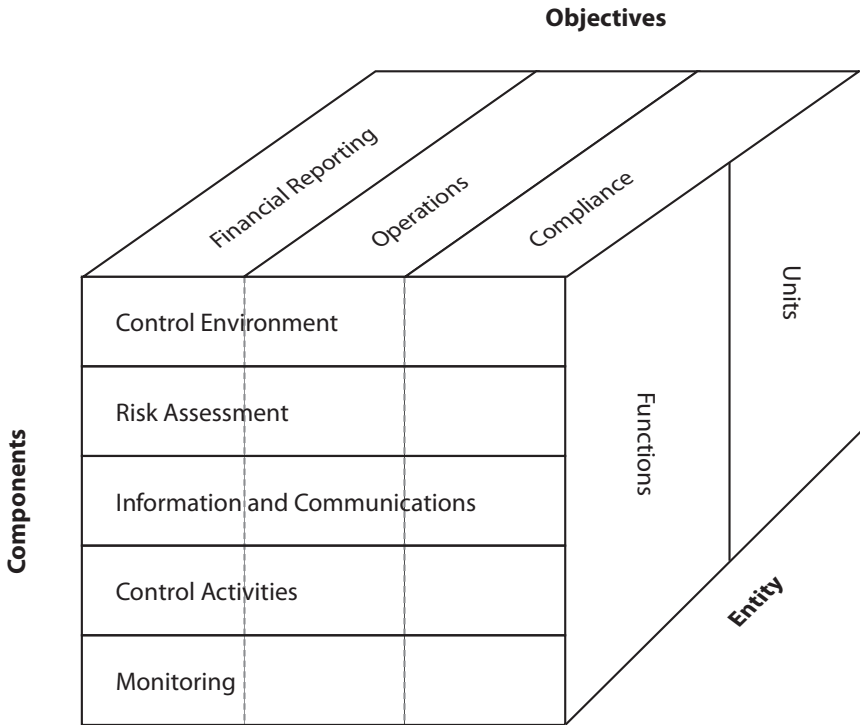 Objectives
Financial Reporting
Operations
Compliance
Control Environment
Risk Assessment
Information and Communications
Control Activities
Monitoring
Components
Functions
Units
Entity